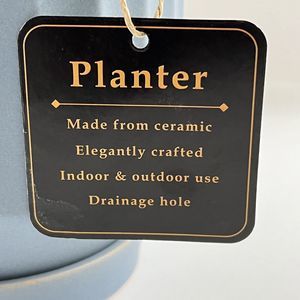 Planter
Made from ceramic
Elegantly crafted
Indoor & outdoor use
Drainage hole